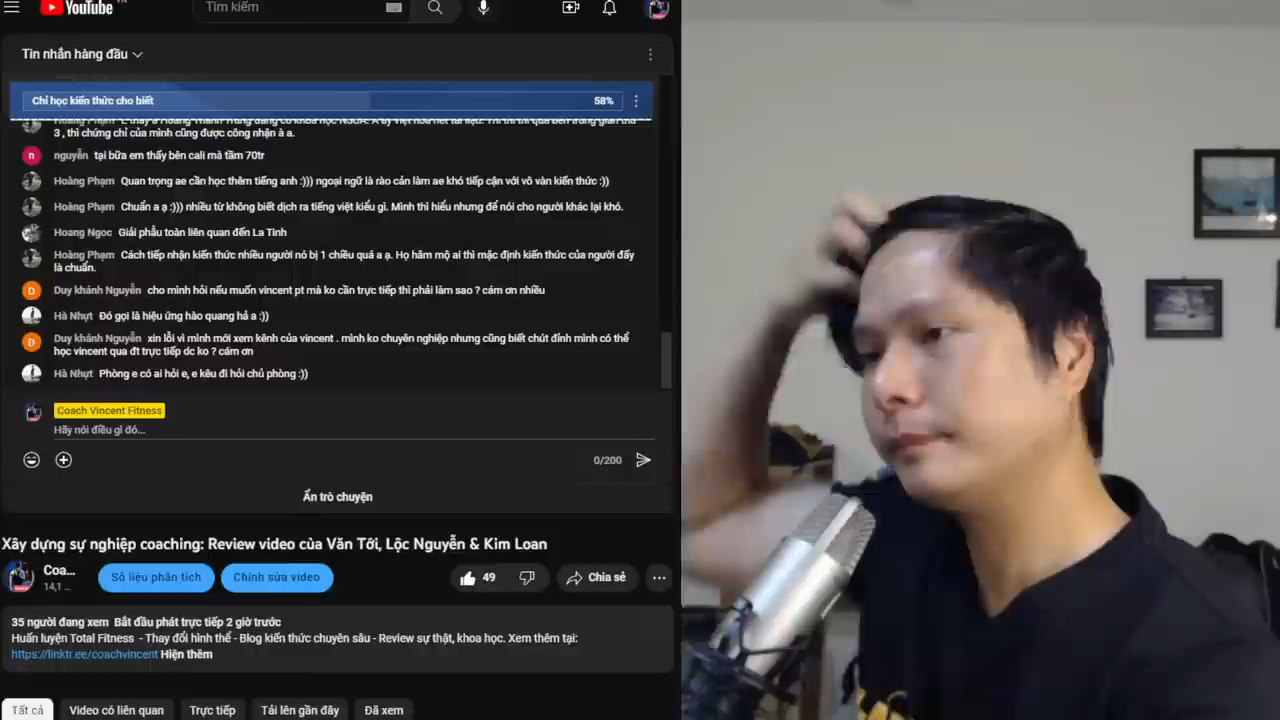 YouTube
VN
Tìm kiếm
Tin nhắn hàng đầu
Chỉ học kiến thức cho biết
58%
3 , thì chứng chỉ của mình cũng được công nhận à a.
n
nguyễn tại bữa em thấy bên cali mà tầm 70tr
Hoàng Phạm Quan trọng ae cần học thêm tiếng anh :))) ngoại ngữ là rào cản làm ae khó tiếp cận với vô vàn kiến thức :))
Hoàng Phạm Chuẩn a ạ :))) nhiều từ không biết dịch ra tiếng việt kiểu gì. Mình thì hiểu nhưng để nói cho người khác lại khó.
Hoang Ngoc Giải phẫu toàn liên quan đến La Tinh
Hoàng Phạm Cách tiếp nhận kiến thức nhiều người nó bị 1 chiều quá a ạ. Họ hâm mộ ai thì mặc định kiến thức của người đấy
là chuẩn.
D
Duy khánh Nguyễn cho mình hỏi nếu muốn vincent pt mà ko cần trực tiếp thì phải làm sao ? cám ơn nhiều
Hà Nhựt Đó gọi là hiệu ứng hào quang hả a :))
D
Duy khánh Nguyễn xin lỗi vì mình mới xem kênh của vincent . mình ko chuyên nghiệp nhưng cũng biết chút đỉnh mình có thể
học vincent qua đt trực tiếp dc ko ? cám ơn
Hà Nhựt Phòng e có ai hỏi e, e kêu đi hỏi chủ phòng :))
Coach Vincent Fitness
Hãy nói điều gì đó...
0/200
Ẩn trò chuyện
Xây dựng sự nghiệp coaching: Review video của Văn Tới, Lộc Nguyễn & Kim Loan
Coa...
14,1 ...
Số liệu phân tích
Chỉnh sửa video
49
Chia sẻ
35 người đang xem Bắt đầu phát trực tiếp 2 giờ trước
Huấn luyện Total Fitness - Thay đổi hình thể - Blog kiến thức chuyên sâu - Review sự thật, khoa học. Xem thêm tại:
https://linktr.ee/coachvincent Hiện thêm
Tất cả
Video có liên quan
Trực tiếp
Tải lên gần đây
Đã xem